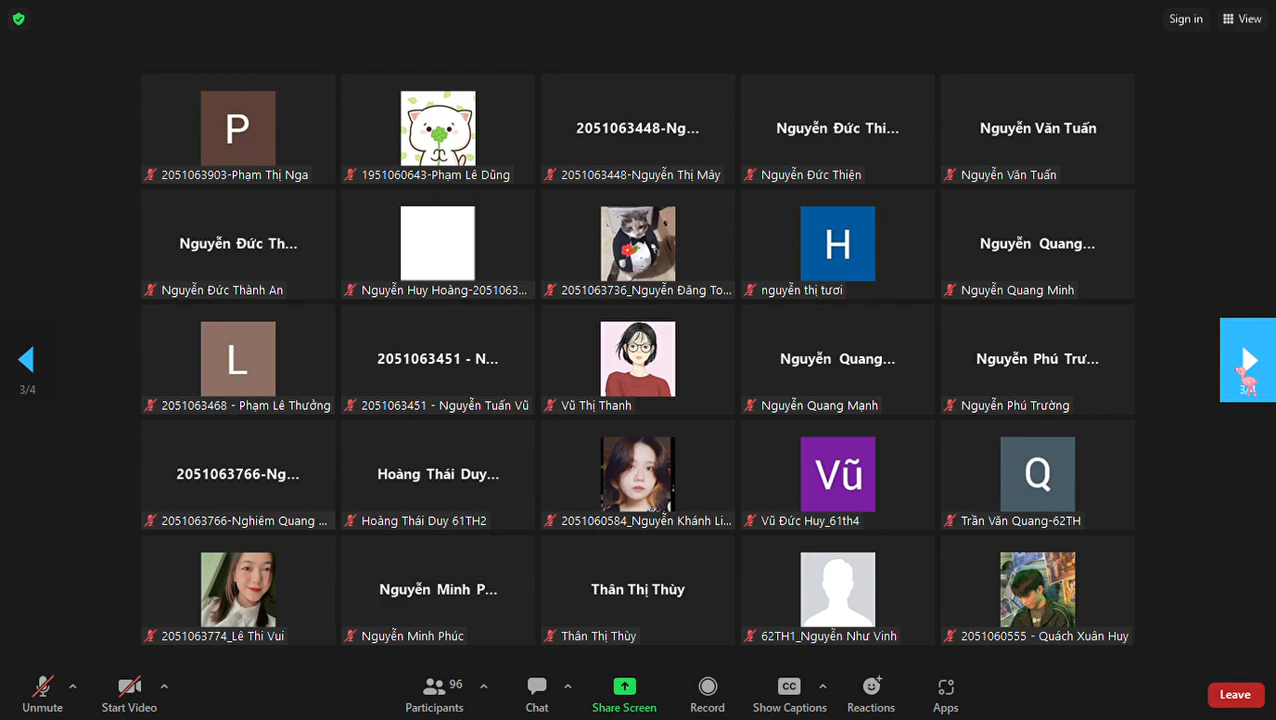 Sign in
View
P
2051063903-Phạm Thị Nga
1951060643-Phạm Lê Dũng
2051063448-Ng...
2051063448-Nguyễn Thị Mây
Nguyễn Đức Thi...
Nguyễn Đức Thiện
Nguyễn Văn Tuấn
Nguyễn Văn Tuấn
Nguyễn Đức Th...
Nguyễn Đức Thành An
Nguyễn Huy Hoàng-2051063...
2051063736_Nguyễn Đăng To...
H
nguyễn thị tươi
Nguyễn Quang...
Nguyễn Quang Minh
L
2051063468 - Phạm Lê Thưởng
2051063451 - N...
2051063451 - Nguyễn Tuấn Vũ
Vũ Thị Thanh
Nguyễn Quang...
Nguyễn Quang Mạnh
Nguyễn Phú Trư...
Nguyễn Phú Trường
3/4
2051063766-Ng...
2051063766-Nghiêm Quang ...
Hoàng Thái Duy...
Hoàng Thái Duy 61TH2
2051060584_Nguyễn Khánh Li...
Vũ
Vũ Đức Huy_61th4
Q
Trần Văn Quang-62TH
2051063774_Lê Thi Vui
Nguyễn Minh P...
Nguyễn Minh Phúc
Thân Thị Thùy
Thân Thị Thùy
62TH1_Nguyễn Như Vinh
2051060555 - Quách Xuân Huy
Unmute
Start Video
96
Participants
Chat
Share Screen
Record
CC
Show Captions
Reactions
Apps
Leave